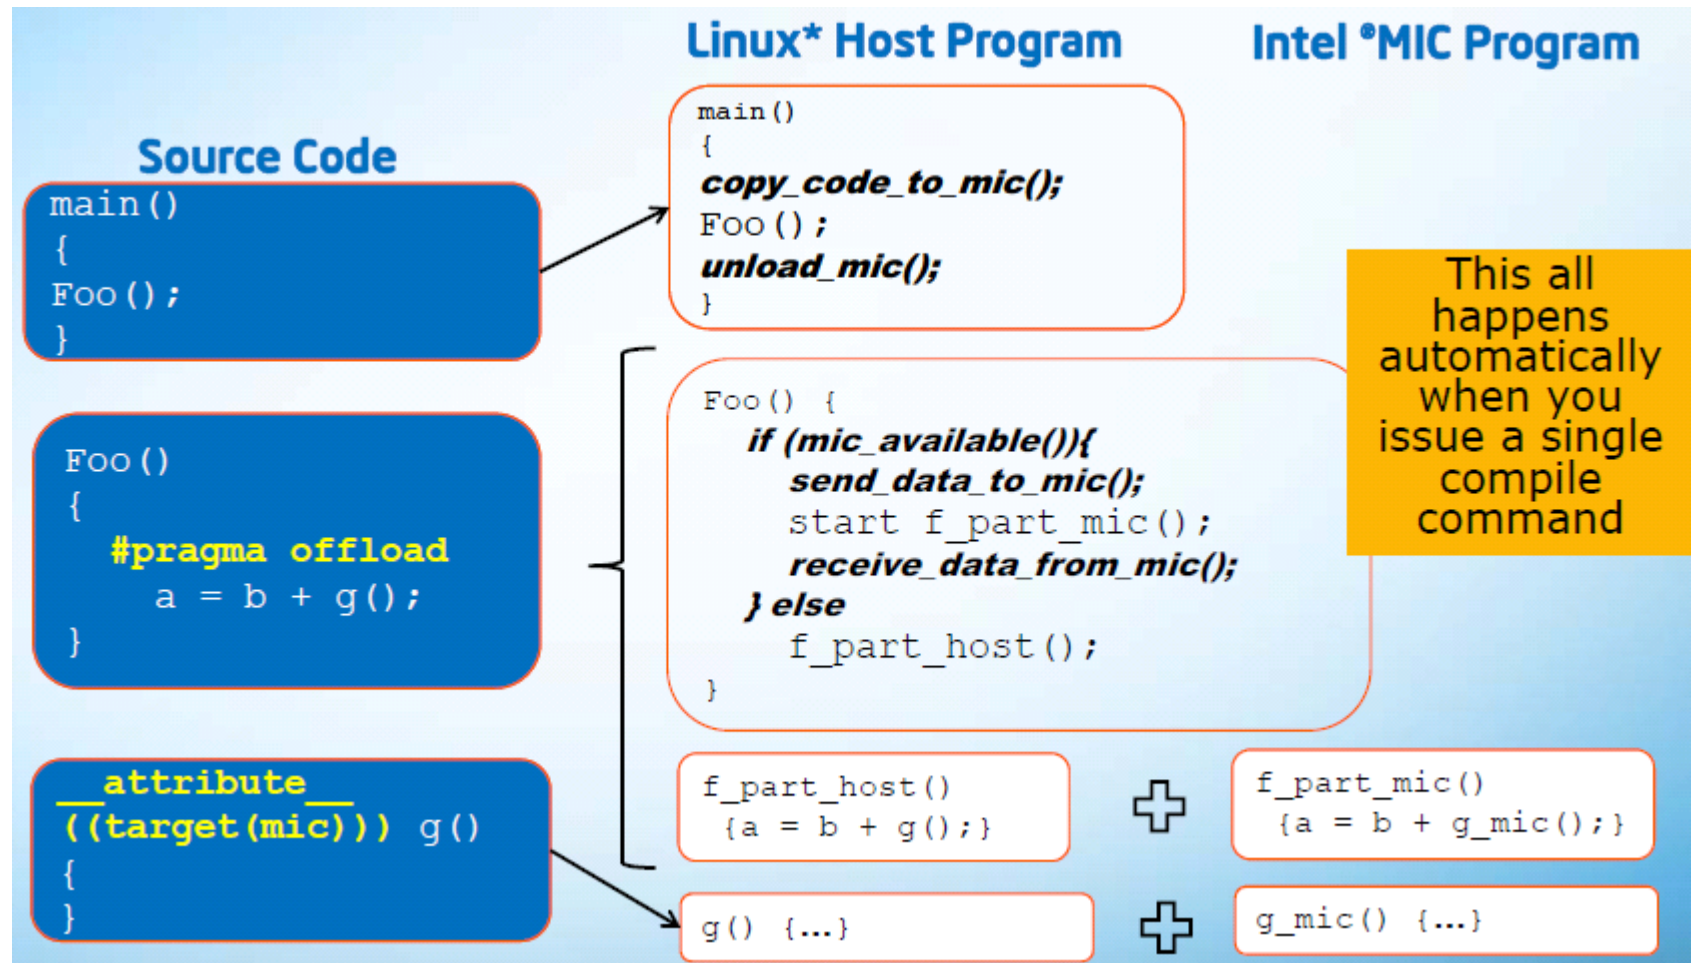 Linux* Host Program
Intel ®MIC Program
Source Code
main()
{
Foo();
}
main()
{
copy_code_to_mic();
Foo();
unload_mic();
}
This all
happens
automatically
when you
issue a single
compile
command
Foo()
{
#pragma offload
a = b + g();
}
Foo() {
if (mic_available()){
send_data_to_mic();
start f_part_mic();
receive_data_from_mic();
} else
f_part_host();
}
__attribute__
((target(mic))) g()
{
}
f_part_host()
{a = b + g();}
f_part_mic()
{a = b + g_mic();}
g() {...}
g_mic() {...}